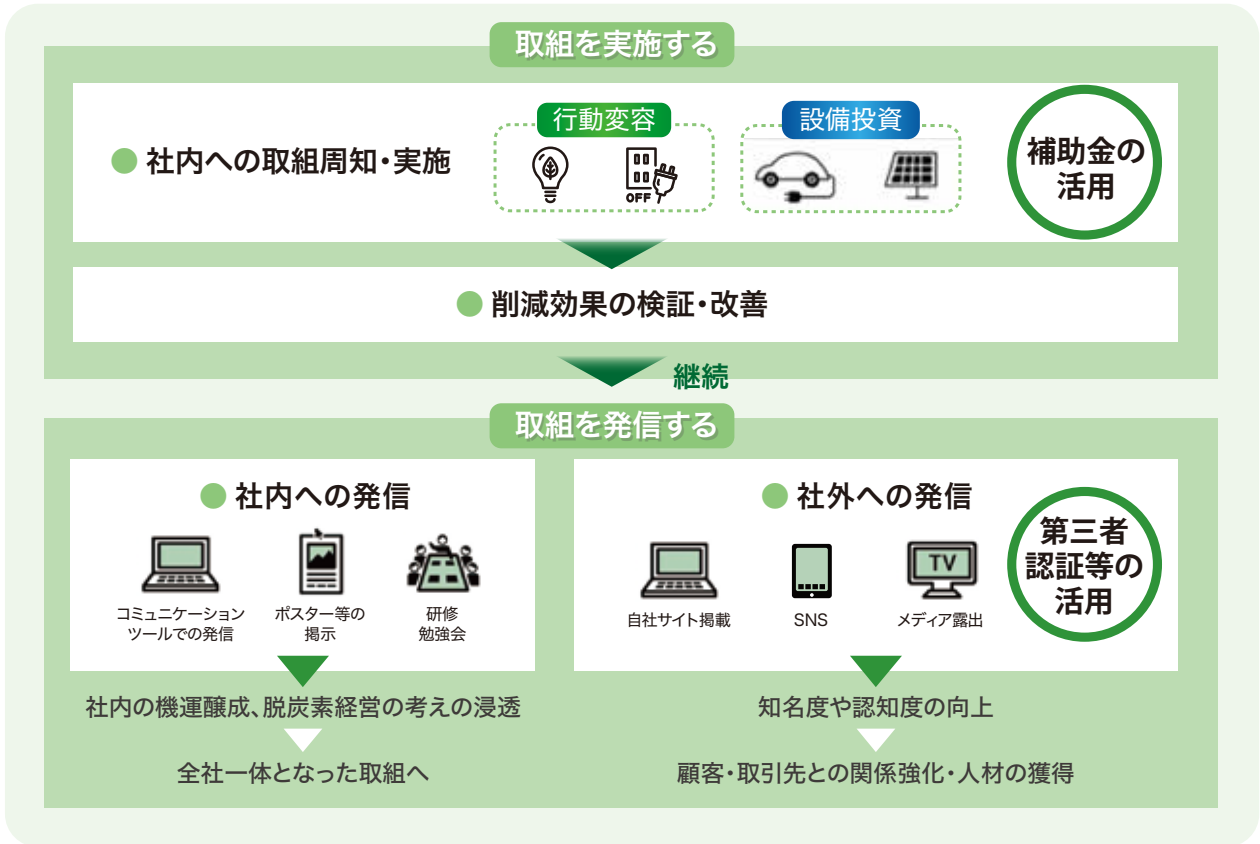 取組を実施する
● 社内への取組周知・実施
行動変容
OFF
設備投資
補助金の
活用
● 削減効果の検証・改善
継続
取組を発信する
● 社内への発信
コミュニケーション
ツールでの発信
ポスター等の
掲示
研修
勉強会
社内の機運醸成、脱炭素経営の考えの浸透
全社一体となった取組へ
● 社外への発信
自社サイト掲載
SNS
TV
メディア露出
第三者
認証等の
活用
知名度や認知度の向上
顧客・取引先との関係強化・人材の獲得